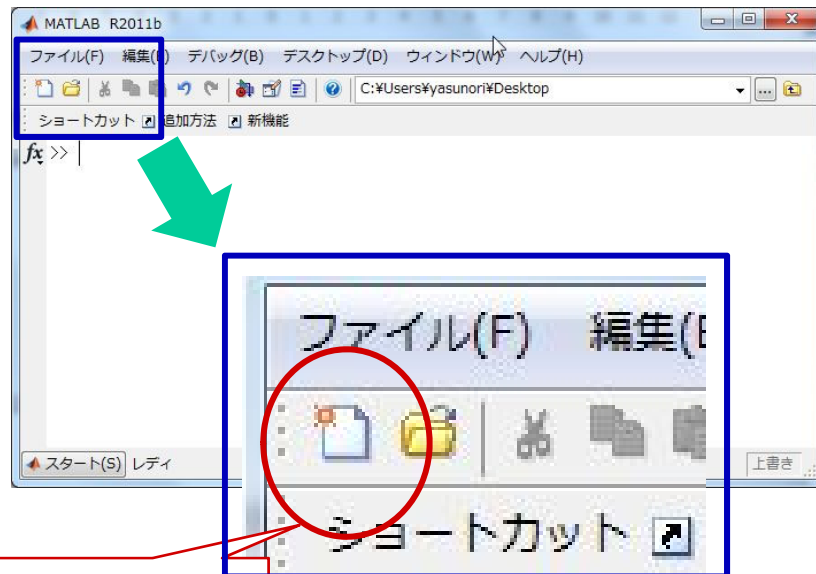 MATLAB R2011b
ファイル(F) 編集( デバッグ(B) デスクトップ(D) ウィンドウ(W) ヘルプ(H)
C:¥Users¥yasunori¥Desktop
ショートカット 追加方法 新機能
fx >>
ファイル(F) 編集(E
ショートカット
スタート(S) レディ 上書き